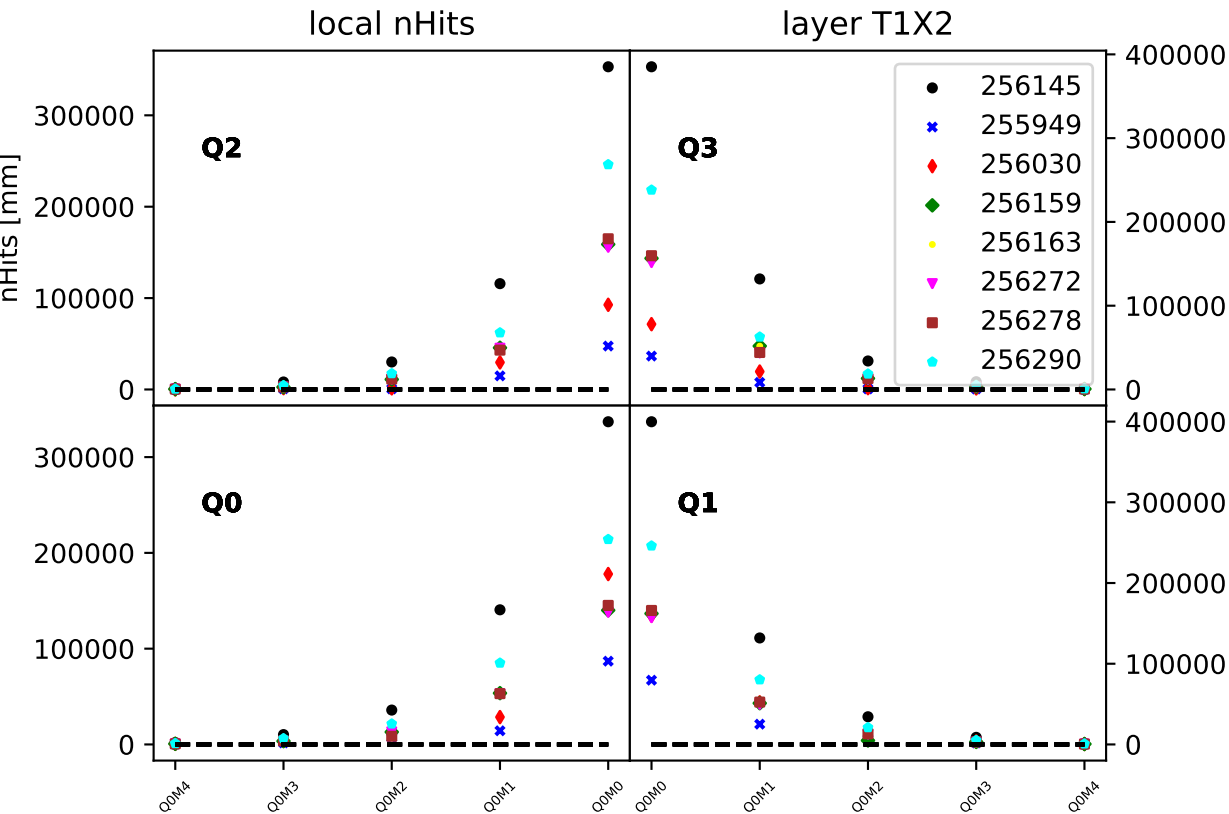 local nHits
layer T1X2
nHits [mm]
300000
200000
100000
0
Q2
Q3
256145
255949
256030
256159
256163
256272
256278
256290
400000
300000
200000
100000
0
300000
200000
100000
0
Q0
Q1
400000
300000
200000
100000
0
Q0M4
Q0M3
Q0M2
Q0M1
Q0M0
Q0M0
Q0M1
Q0M2
Q0M3
Q0M4